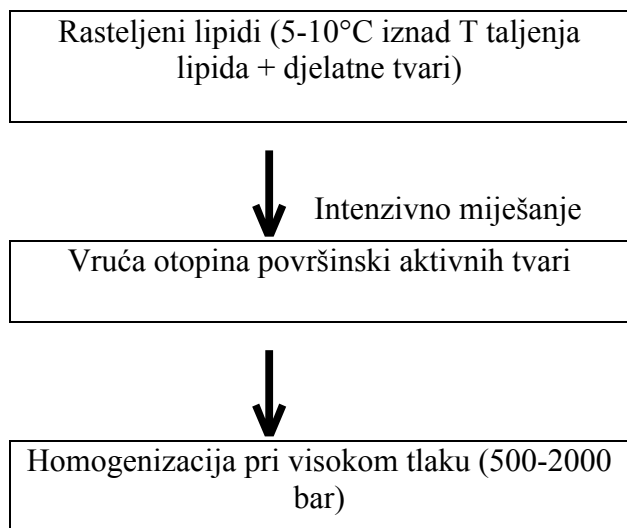 Rasteljeni lipidi (5-10°C iznad T taljenja
lipida + djelatne tvari)
Intenzivno miješanje
Vruća otopina površinski aktivnih tvari
Homogenizacija pri visokom tlaku (500-2000
bar)